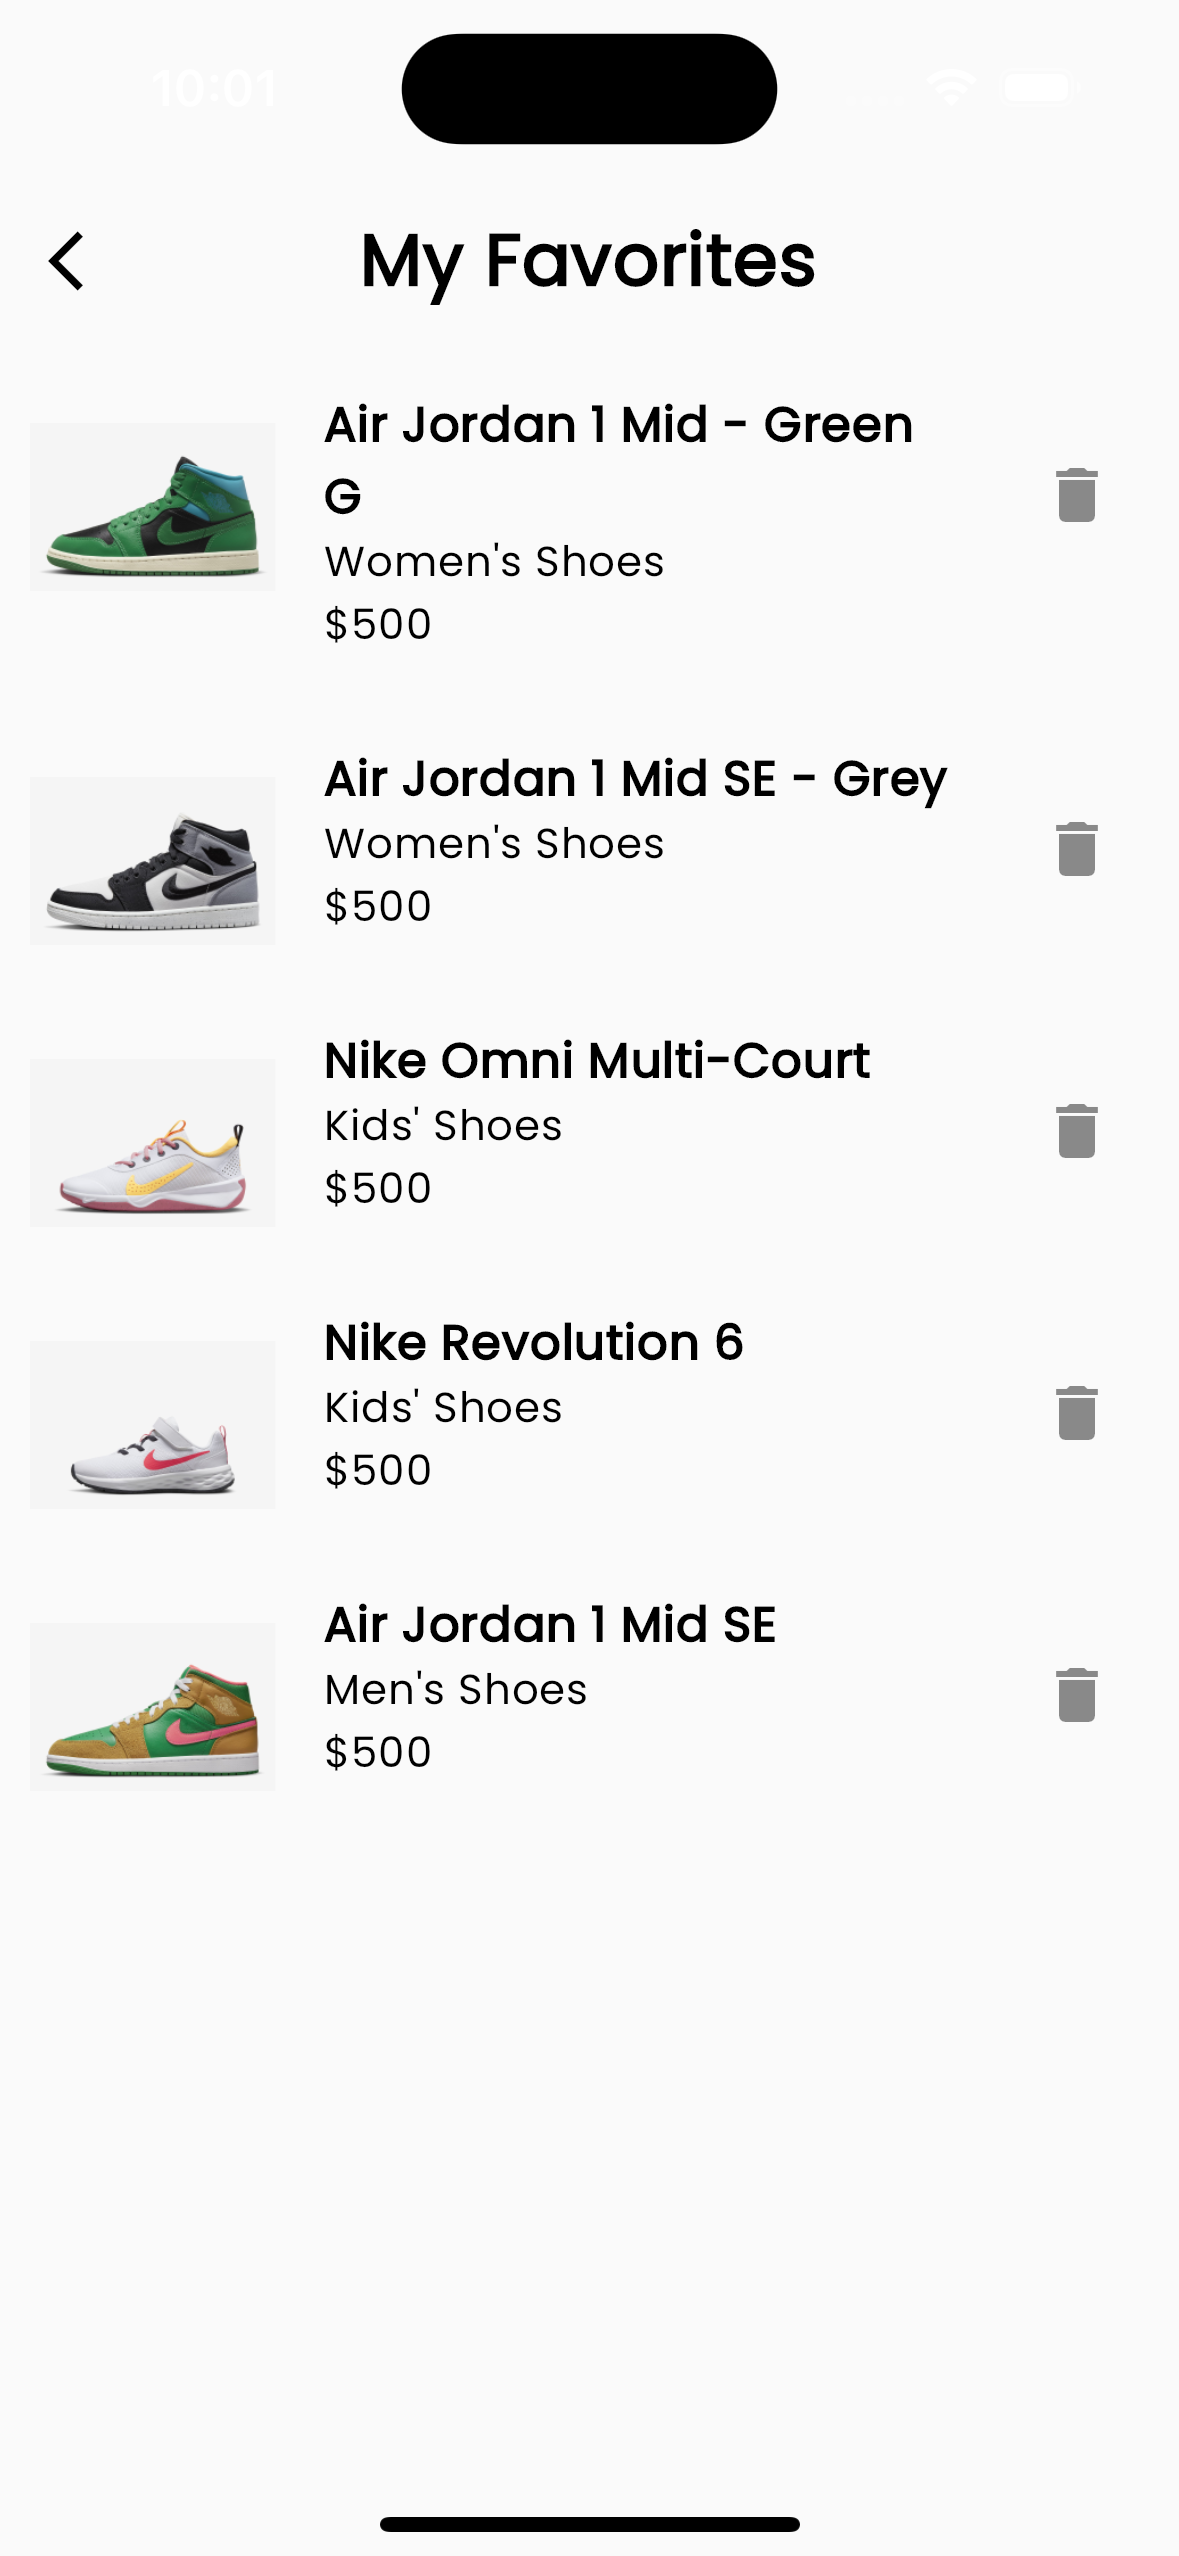 10:01
My Favorites
Air Jordan 1 Mid - Green
G
Women's Shoes
$500
Air Jordan 1 Mid SE - Grey
Women's Shoes
$500
Nike Omni Multi-Court
Kids' Shoes
$500
Nike Revolution 6
Kids' Shoes
$500
Air Jordan 1 Mid SE
Men's Shoes
$500